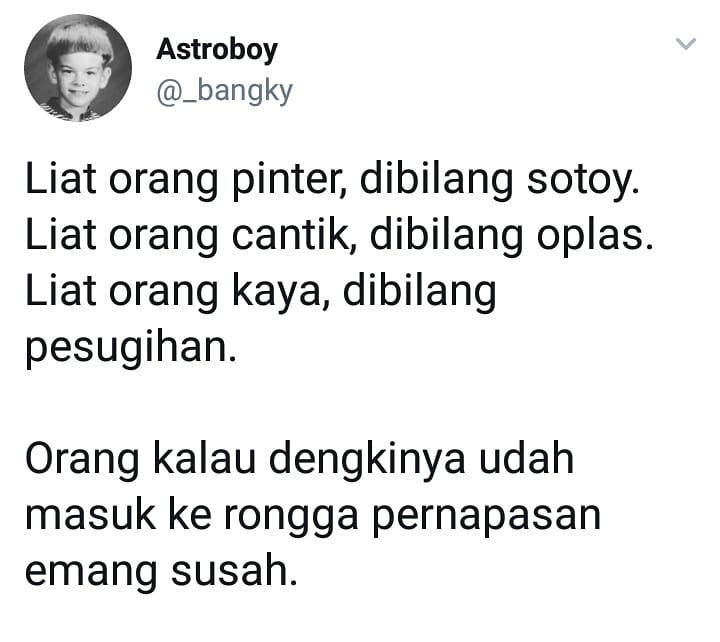 Astroboy
@_bangky
Liat orang pinter, dibilang sotoy.
Liat orang cantik, dibilang oplas.
Liat orang kaya, dibilang
pesugihan.
Orang kalau dengkinya udah
masuk ke rongga pernapasan
emang susah.